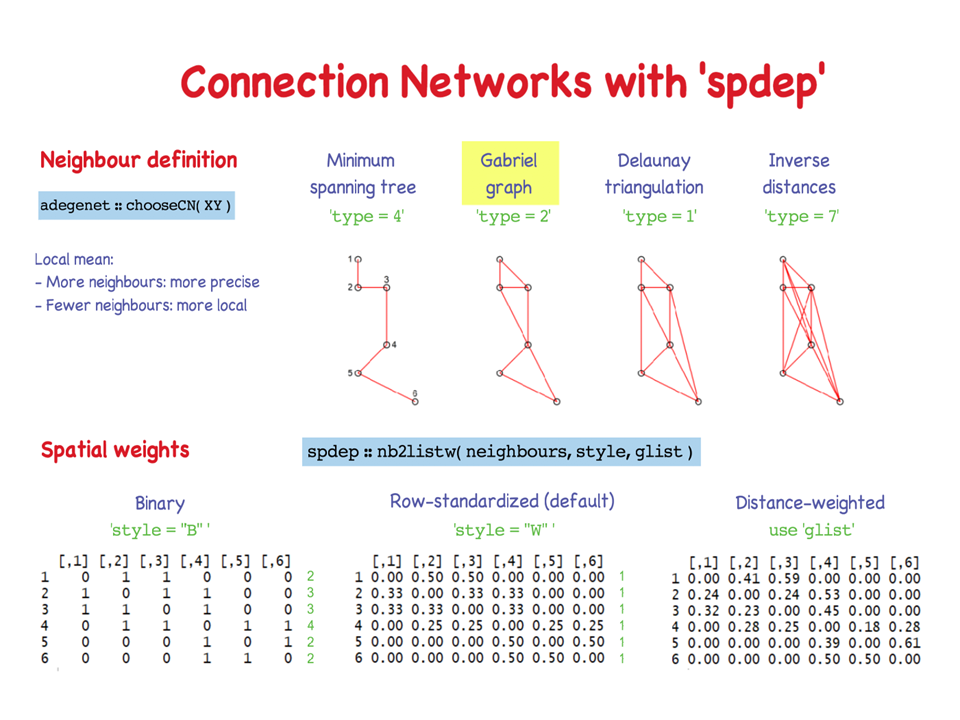 Connection Networks with 'spdep'
Neighbour definition
adegenet :: chooseCN( XY )
Local mean:
- More neighbours: more precise
- Fewer neighbours: more local
Minimum
spanning tree
'type = 4'
Gabriel
graph
'type = 2'
Delaunay
triangulation
'type = 1'
Inverse
distances
'type = 7'
1
2
3
4
5
6
Spatial weights
spdep :: nb2listw( neighbours, style, glist )
Binary
'style = "B" '
[,1] [,2] [,3] [,4] [,5] [,6]
1 0 1 1 0 0 0 2
2 1 0 1 1 0 0 3
3 1 1 0 1 0 0 3
4 0 1 1 0 1 1 4
5 0 0 0 1 0 1 2
6 0 0 0 1 1 0 2
Row-standardized (default)
'style = "W" '
[,1] [,2] [,3] [,4] [,5] [,6]
1 0.00 0.50 0.50 0.00 0.00 0.00 1
2 0.33 0.00 0.33 0.33 0.00 0.00 1
3 0.33 0.33 0.00 0.33 0.00 0.00 1
4 0.00 0.25 0.25 0.00 0.25 0.25 1
5 0.00 0.00 0.00 0.50 0.00 0.50 1
6 0.00 0.00 0.00 0.50 0.50 0.00 1
Distance-weighted
use 'glist'
[,1] [,2] [,3] [,4] [,5] [,6]
1 0.00 0.41 0.59 0.00 0.00 0.00
2 0.24 0.00 0.24 0.53 0.00 0.00
3 0.32 0.23 0.00 0.45 0.00 0.00
4 0.00 0.28 0.25 0.00 0.18 0.28
5 0.00 0.00 0.00 0.39 0.00 0.61
6 0.00 0.00 0.00 0.50 0.50 0.00